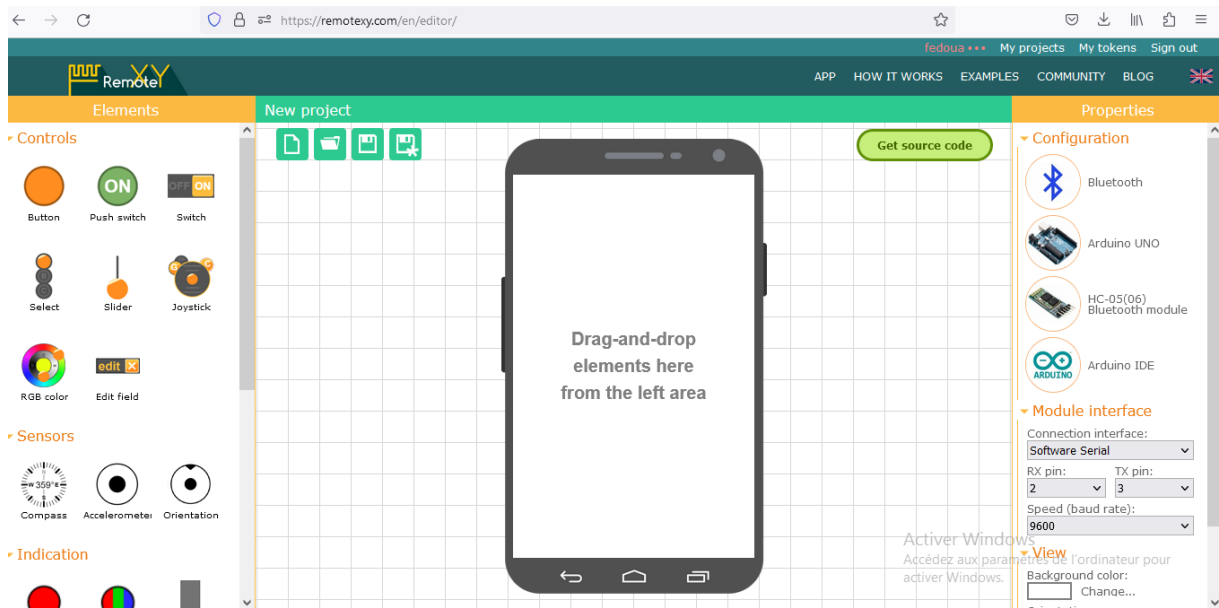 https://remotexy.com/en/editor/
fedoua ••• My projects My tokens Sign out
RemoteXY
APP HOW IT WORKS EXAMPLES COMMUNITY BLOG
Elements
New project
Properties
Controls
Button Push switch Switch
ON
OFF ON
Select Slider Joystick
edit
RGB color Edit field
Sensors
W 359° E
Compass Accelerometer Orientation
Indication
Get source code
Drag-and-drop
elements here
from the left area
Configuration
Bluetooth
Arduino UNO
HC-05(06)
Bluetooth module
ARDUINO
Arduino IDE
Module interface
Connection interface:
Software Serial
RX pin: TX pin:
2 3
Speed (baud rate):
9600
View
Background color:
Change...
Activer Windows
Accédez aux paramètres de l'ordinateur pour
activer Windows.